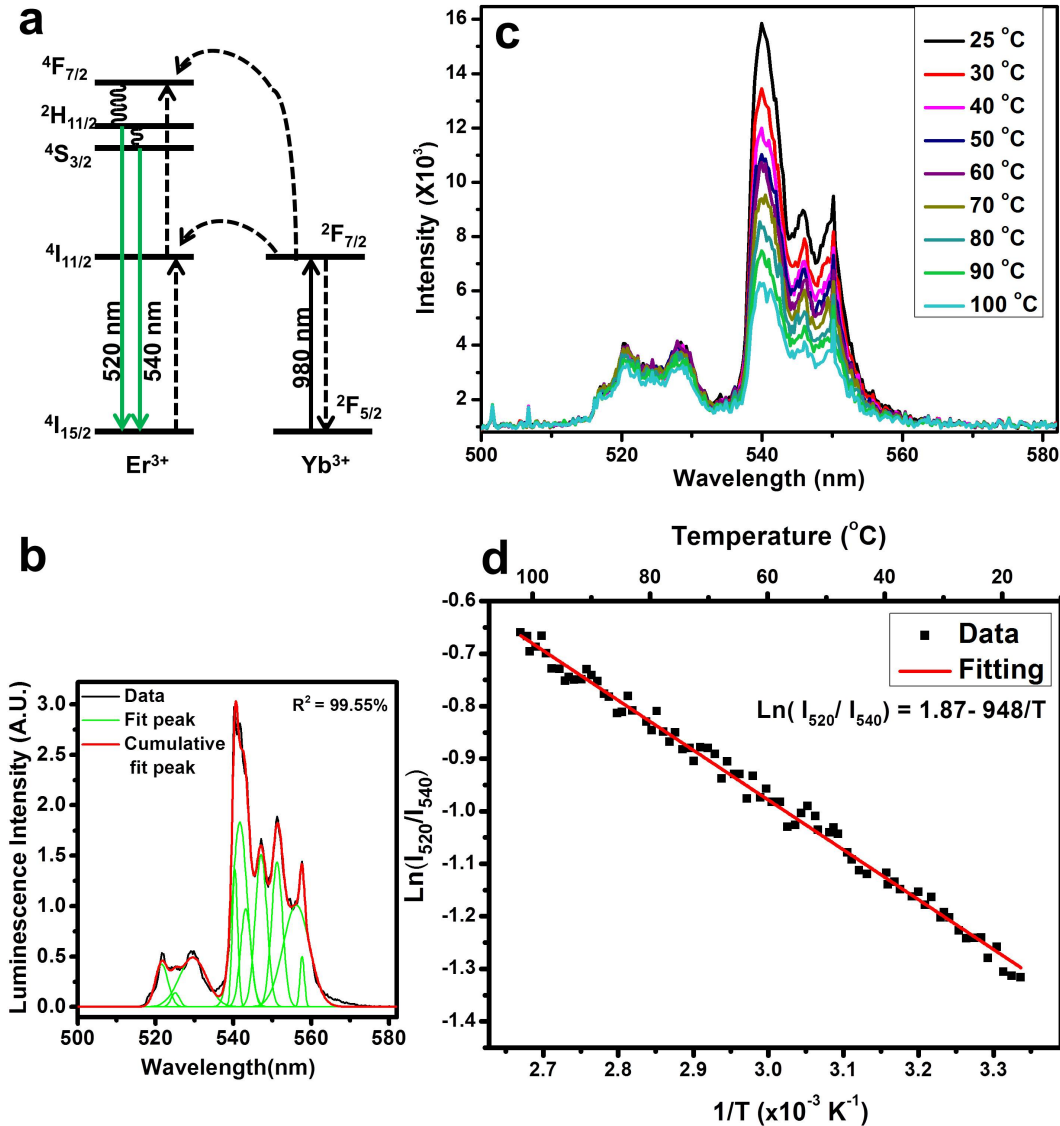 a
⁴F₇/₂
²H₁₁/₂
⁴S₃/₂
⁴I₁₁/₂
²F₇/₂
520 nm
540 nm
980 nm
²F₅/₂
⁴I₁₅/₂
Er³⁺
Yb³⁺
c
16
14
12
10
8
6
4
2
Intensity (X10³)
25 °C
30 °C
40 °C
50 °C
60 °C
70 °C
80 °C
90 °C
100 °C
500 520 540 560 580
Wavelength (nm)
b
3.0
2.5
2.0
1.5
1.0
0.5
0.0
Luminescence Intensity (A.U.)
Data
Fit peak
Cumulative
fit peak
R² = 99.55%
500 520 540 560 580
Wavelength(nm)
d
Temperature (°C)
100 80 60 40 20
-0.6
-0.7
-0.8
-0.9
-1.0
-1.1
-1.2
-1.3
-1.4
Ln(I₅₂₀/I₅₄₀)
Data
Fitting
Ln( I₅₂₀/ I₅₄₀) = 1.87- 948/T
2.7 2.8 2.9 3.0 3.1 3.2 3.3
1/T (x10⁻³ K⁻¹)